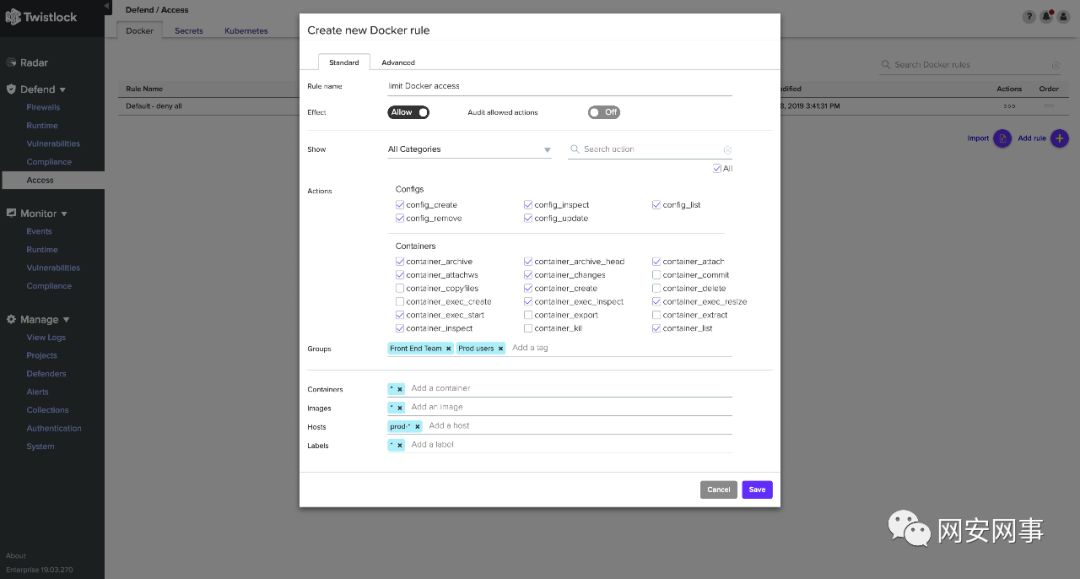 Twistlock
Defend / Access
Docker
Secrets
Kubernetes
Radar
Defend
Firewalls
Runtime
Vulnerabilities
Compliance
Access
Monitor
Events
Runtime
Vulnerabilities
Compliance
Manage
View Logs
Projects
Defenders
Alerts
Collections
Authentication
System
About
Enterprise 19.03.270
Rule Name
Default - deny all
Search Docker rules
Actions Order
, 2019 3:41:31 PM
Import Add rule
Create new Docker rule
Standard Advanced
Rule name limit Docker access
Effect Allow Audit allowed actions Off
Show All Categories Search action
All
Actions
Configs
config_create config_inspect config_list
config_remove config_update
Containers
container_archive container_archive_head container_attach
container_attachws container_changes container_commit
container_copyfiles container_create container_delete
container_exec_create container_exec_inspect container_exec_resize
container_exec_start container_export container_extract
container_inspect container_kil container_list
Groups Front End Team × Prod users × Add a tag
Containers * × Add a container
Images * × Add an image
Hosts prod-* × Add a host
Labels * × Add a label
Cancel Save
网安网事